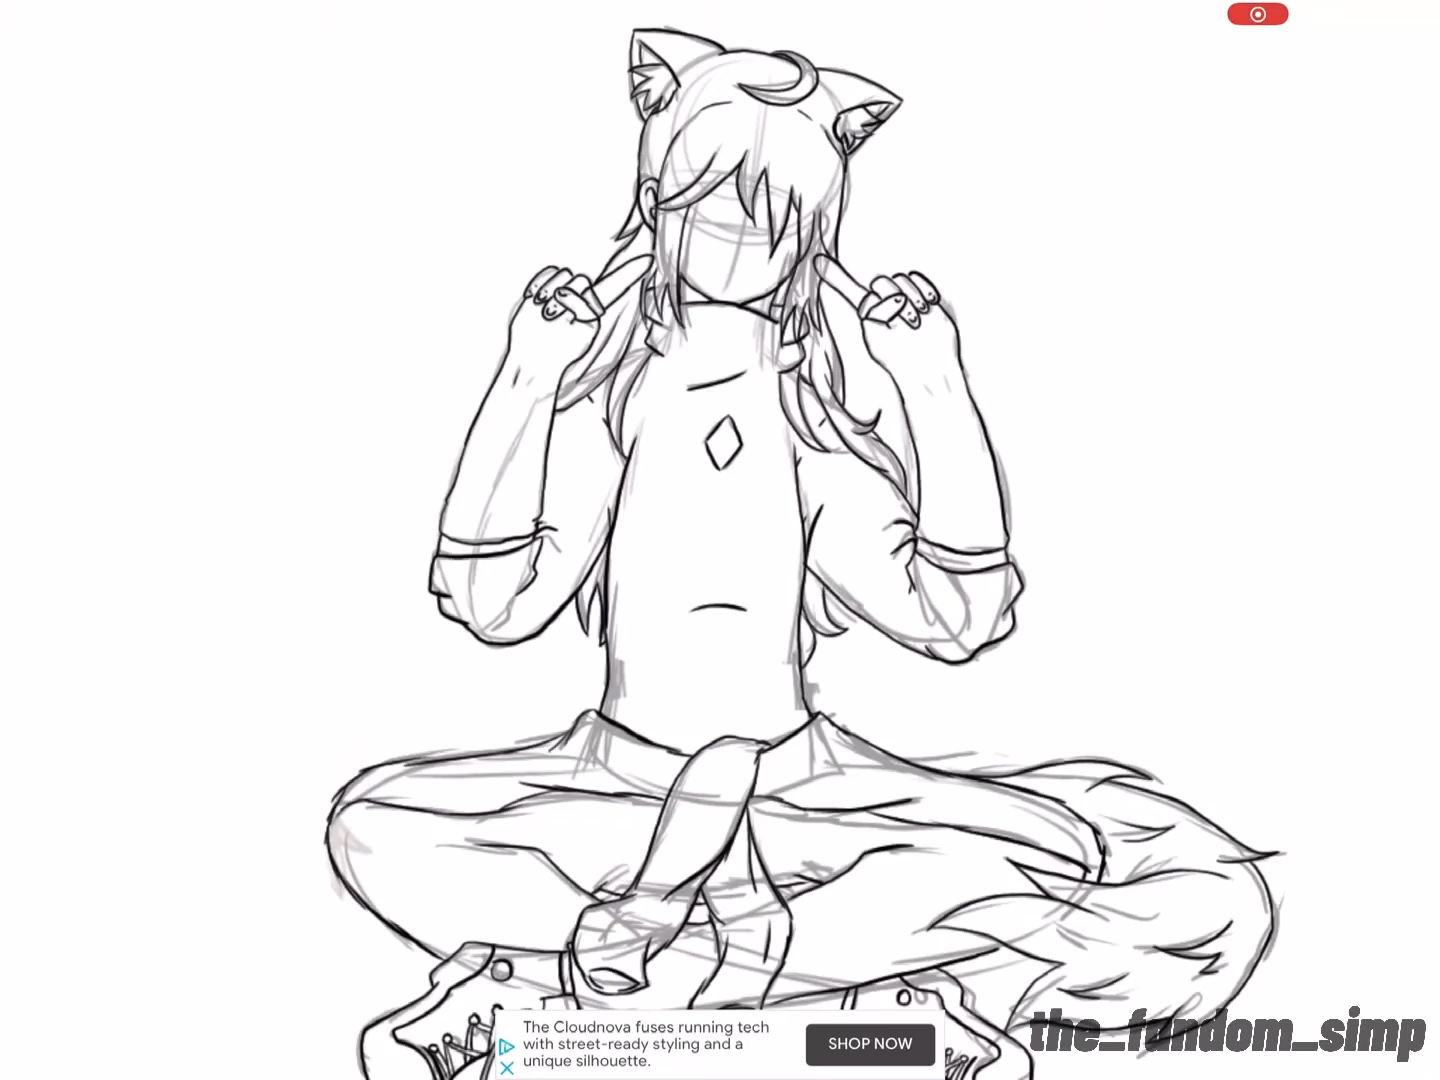 The Cloudnova fuses running tech
with street-ready styling and a
unique silhouette.
SHOP NOW
the_fandom_simp